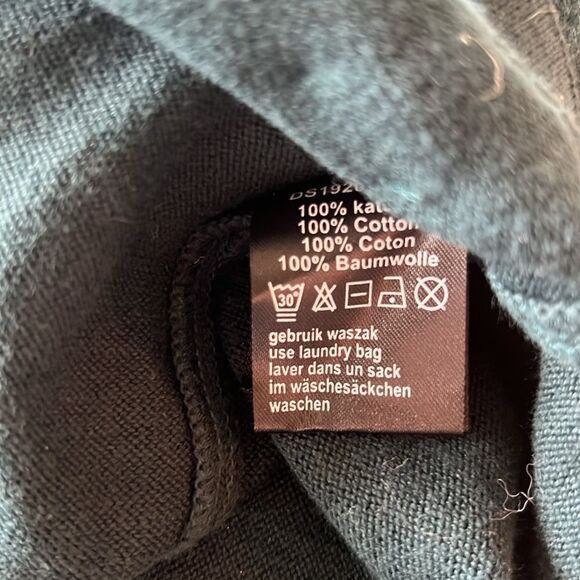 100%
100% Cotton
100% Coton
100% Baumwolle
30°
gebruik waszak
use laundry bag
laver dans un sack
im wäschesäckchen
waschen